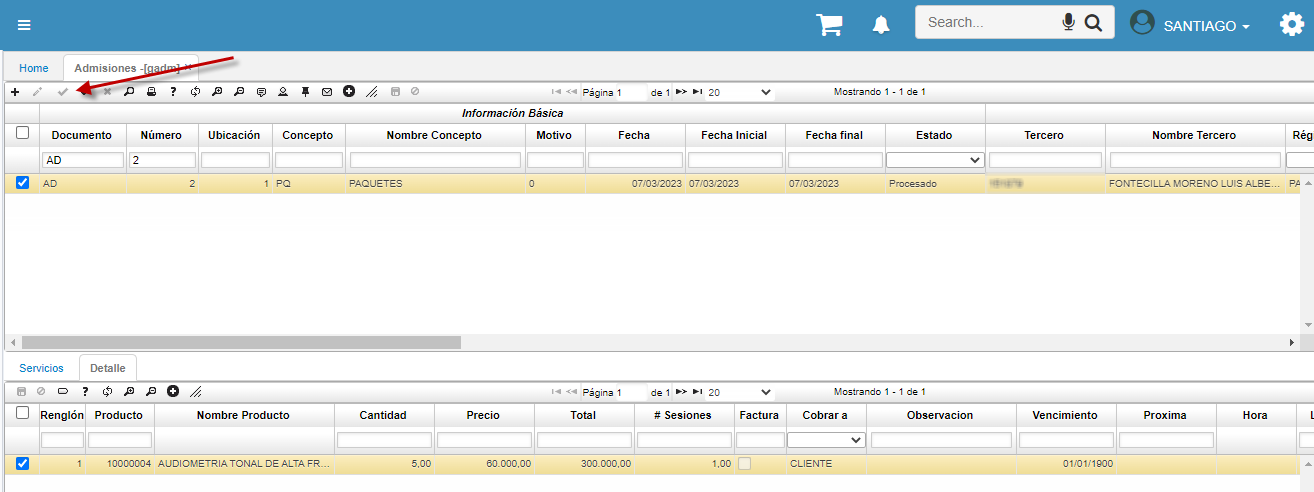 Search...
SANTIAGO
Home Admisiones -[gadm] ×
Página 1 de 1 20 Mostrando 1 - 1 de 1
Información Básica
Documento Número Ubicación Concepto Nombre Concepto Motivo Fecha Fecha Inicial Fecha final Estado Tercero Nombre Tercero Rég
AD 2
AD 2 1 PQ PAQUETES 0 07/03/2023 07/03/2023 07/03/2023 Procesado FONTECILLA MORENO LUIS ALBE... PA
Servicios Detalle
Página 1 de 1 20 Mostrando 1 - 1 de 1
Renglón Producto Nombre Producto Cantidad Precio Total # Sesiones Factura Cobrar a Observacion Vencimiento Proxima Hora L
1 10000004 AUDIOMETRIA TONAL DE ALTA FR... 5,00 60.000,00 300.000,00 1,00 CLIENTE 01/01/1900